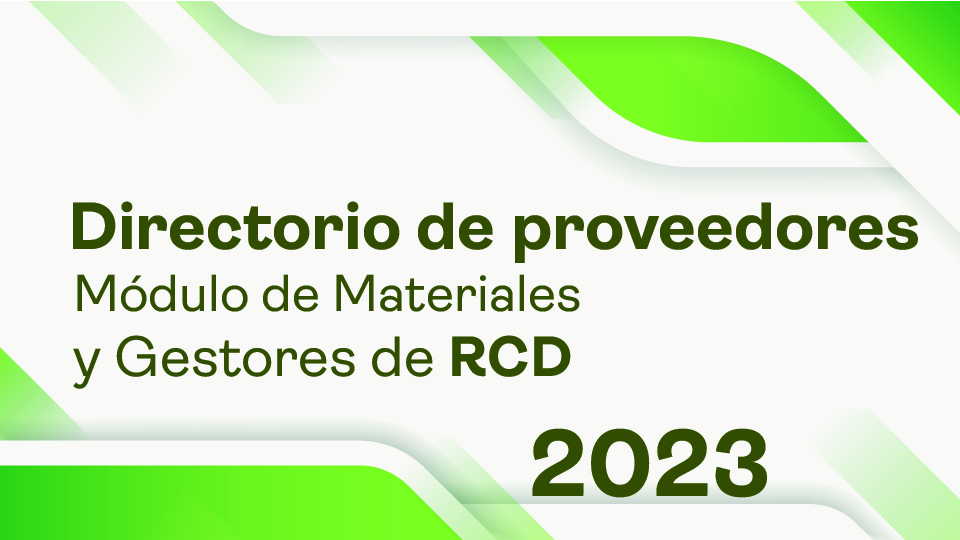 Directorio de proveedores
Módulo de Materiales
y Gestores de RCD
2023